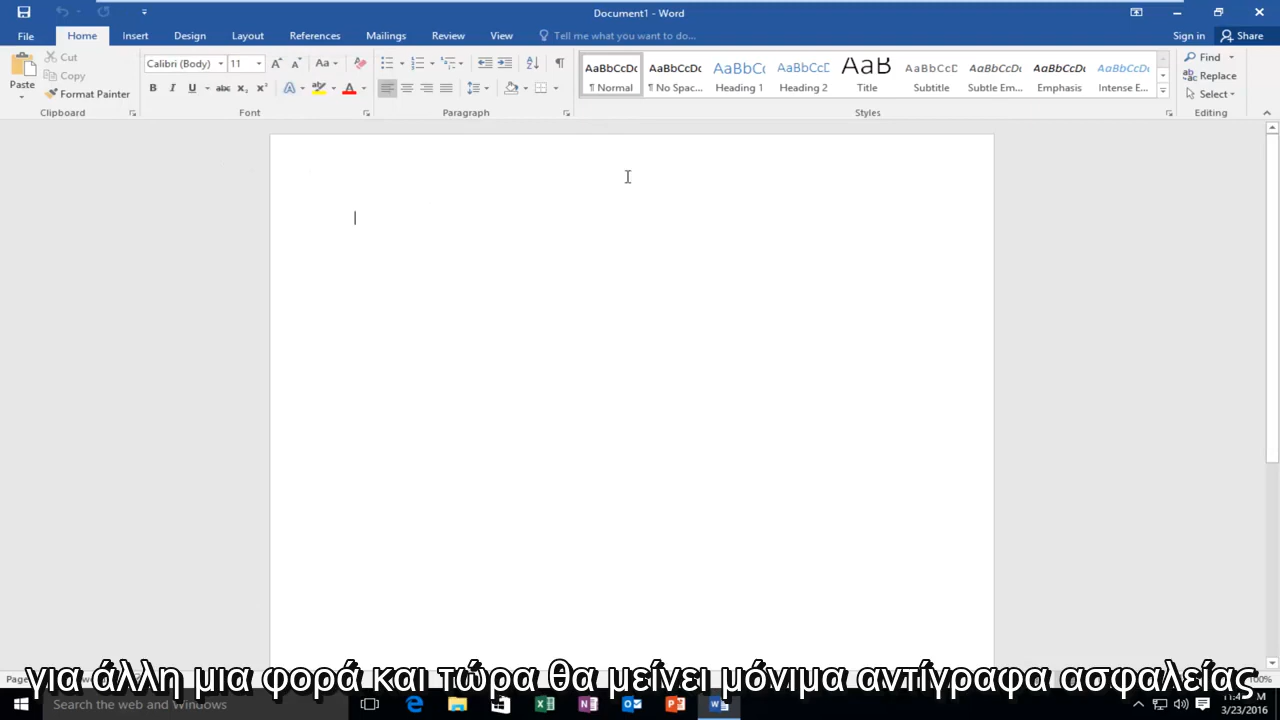 Document1 - Word
File Home Insert Design Layout References Mailings Review View Tell me what you want to do... Sign in Share
Paste Cut Calibri (Body) 11 Aa AaBbCcDc AaBbCcDc AaBbCc AaBbCcD AaB AaBbCcD AaBbCcDc AaBbCcDc AaBbCcDc Find
Copy Replace
Format Painter B I U abc X₂ X² A ab A ¶ Normal ¶ No Spac... Heading 1 Heading 2 Title Subtitle Subtle Em... Emphasis Intense E... Select
Clipboard Font Paragraph Styles Editing
για άλλη μια φορά και τώρα θα μείνει μόνιμα αντίγραφα ασφαλείας
Search the web and Windows
3/23/2016